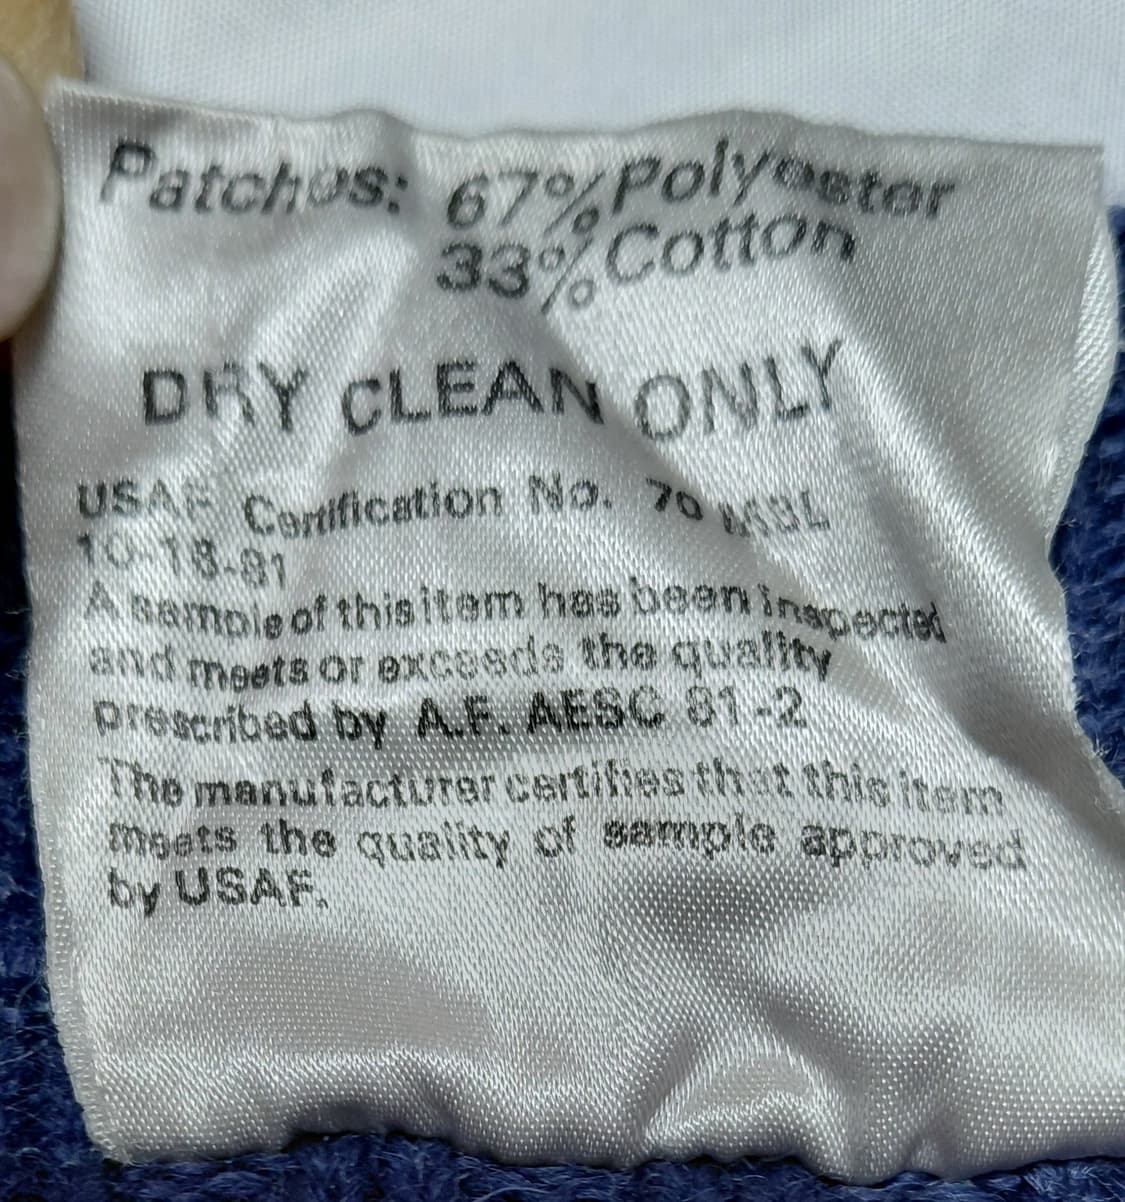 Patches: 67% Polyester
33% Cotton
DRY CLEAN ONLY
USAF Certification No. 70
10-18-81
A sample of this item has been inspected
and meets or exceeds the quality
prescribed by A.F. AESC 81-2
The manufacturer certifies that this item
meets the quality of sample approved
by USAF.